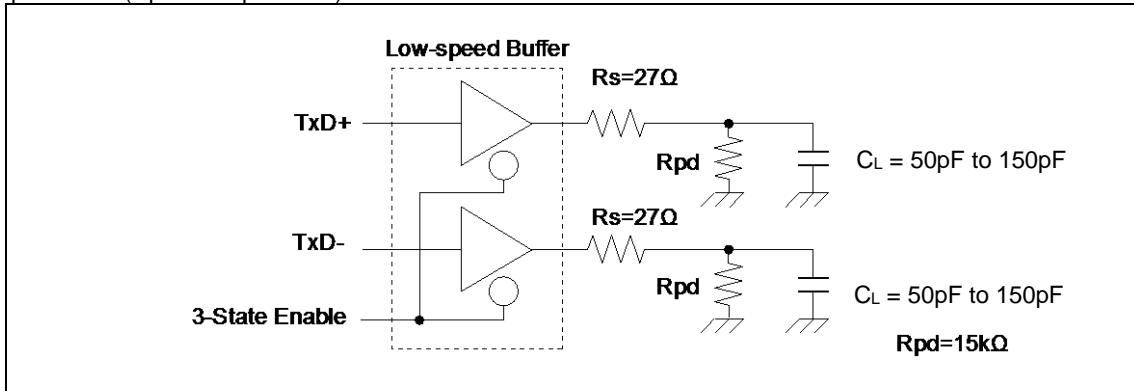 Low-speed Buffer
Rs=27Ω
TxD+
Rpd
CL = 50pF to 150pF
Rs=27Ω
TxD-
Rpd
CL = 50pF to 150pF
3-State Enable
Rpd=15kΩ